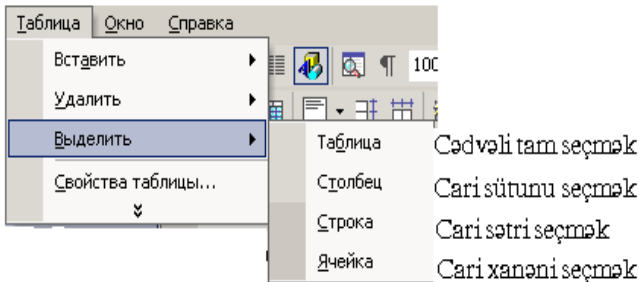 Таблица Окно Справка
Вставить
100
Удалить
Выделить
Таблица Cədvəli tam seçmək
Столбец Cari sütunu seçmək
Свойства таблицы...
Строка Cari sətri seçmək
Ячейка Cari xanəni seçmək